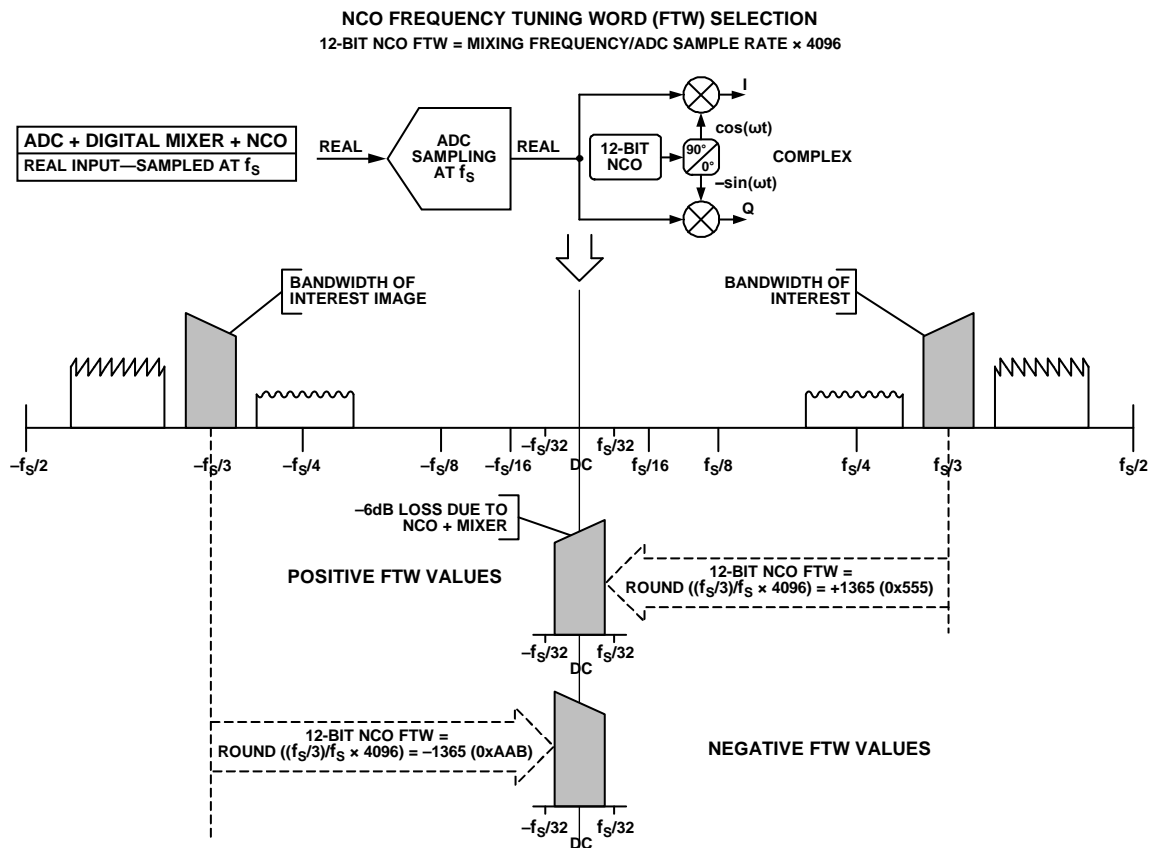 NCO FREQUENCY TUNING WORD (FTW) SELECTION
12-BIT NCO FTW = MIXING FREQUENCY/ADC SAMPLE RATE × 4096
I
ADC + DIGITAL MIXER + NCO
REAL INPUT—SAMPLED AT fS
REAL
ADC
SAMPLING
AT fS
REAL
12-BIT
NCO
90°
0°
cos(ωt)
COMPLEX
–sin(ωt)
Q
BANDWIDTH OF
INTEREST IMAGE
BANDWIDTH OF
INTEREST
–fS/2
–fS/3
–fS/4
–fS/8
–fS/16
–fS/32
DC
fS/32
fS/16
fS/8
fS/4
fS/3
fS/2
–6dB LOSS DUE TO
NCO + MIXER
POSITIVE FTW VALUES
12-BIT NCO FTW =
ROUND ((fS/3)/fS × 4096) = +1365 (0x555)
–fS/32
DC
fS/32
12-BIT NCO FTW =
ROUND ((fS/3)/fS × 4096) = –1365 (0xAAB)
NEGATIVE FTW VALUES
–fS/32
DC
fS/32